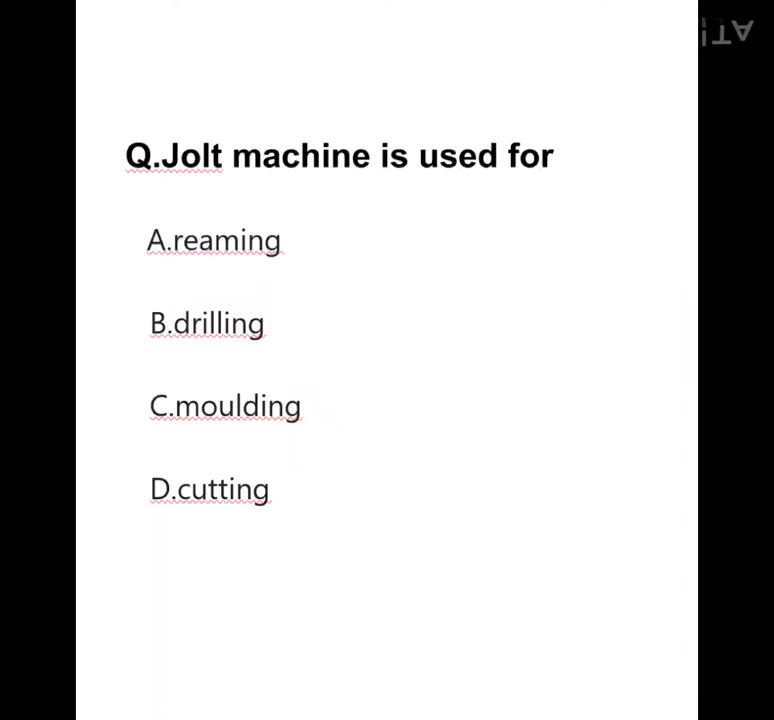 Q.Jolt machine is used for
A.reaming
B.drilling
C.moulding
D.cutting